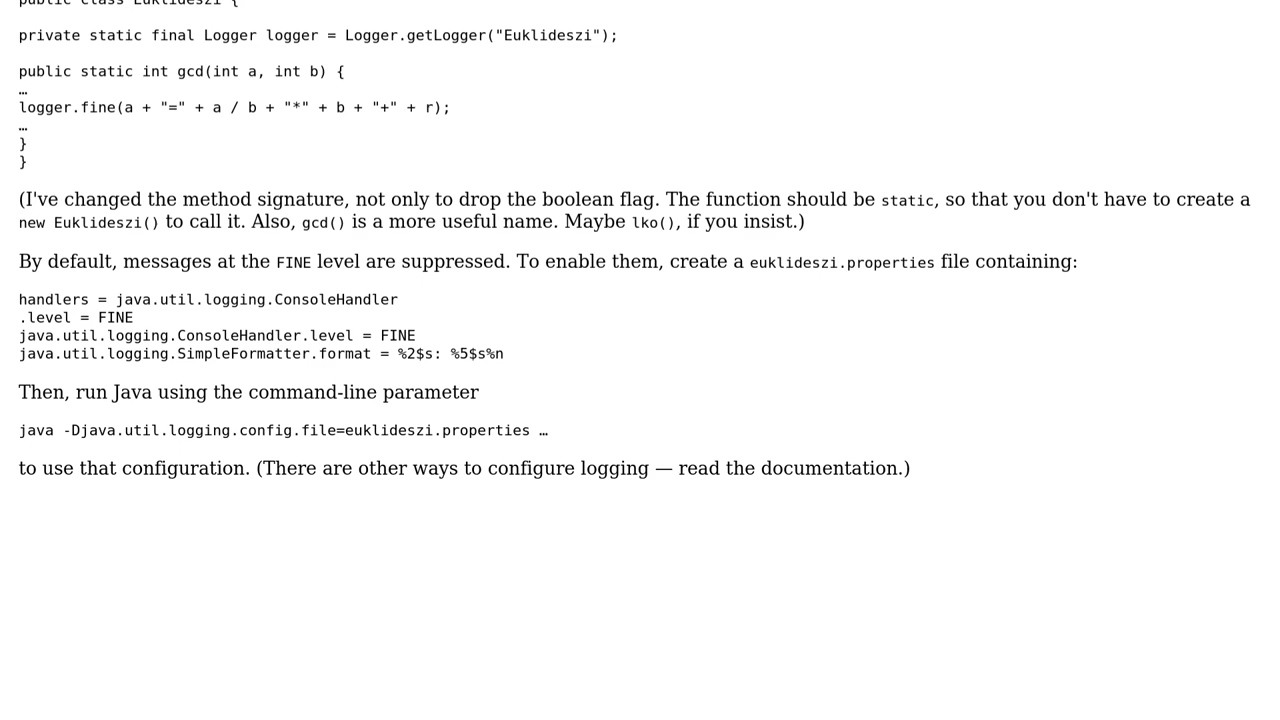 public class Euklideszi {
private static final Logger logger = Logger.getLogger("Euklideszi");
public static int gcd(int a, int b) {
…
logger.fine(a + "=" + a / b + "*" + b + "+" + r);
…
}
}
(I've changed the method signature, not only to drop the boolean flag. The function should be static, so that you don't have to create a
new Euklideszi() to call it. Also, gcd() is a more useful name. Maybe lko(), if you insist.)
By default, messages at the FINE level are suppressed. To enable them, create a euklideszi.properties file containing:
handlers = java.util.logging.ConsoleHandler
.level = FINE
java.util.logging.ConsoleHandler.level = FINE
java.util.logging.SimpleFormatter.format = %2$s: %5$s%n
Then, run Java using the command-line parameter
java -Djava.util.logging.config.file=euklideszi.properties …
to use that configuration. (There are other ways to configure logging — read the documentation.)